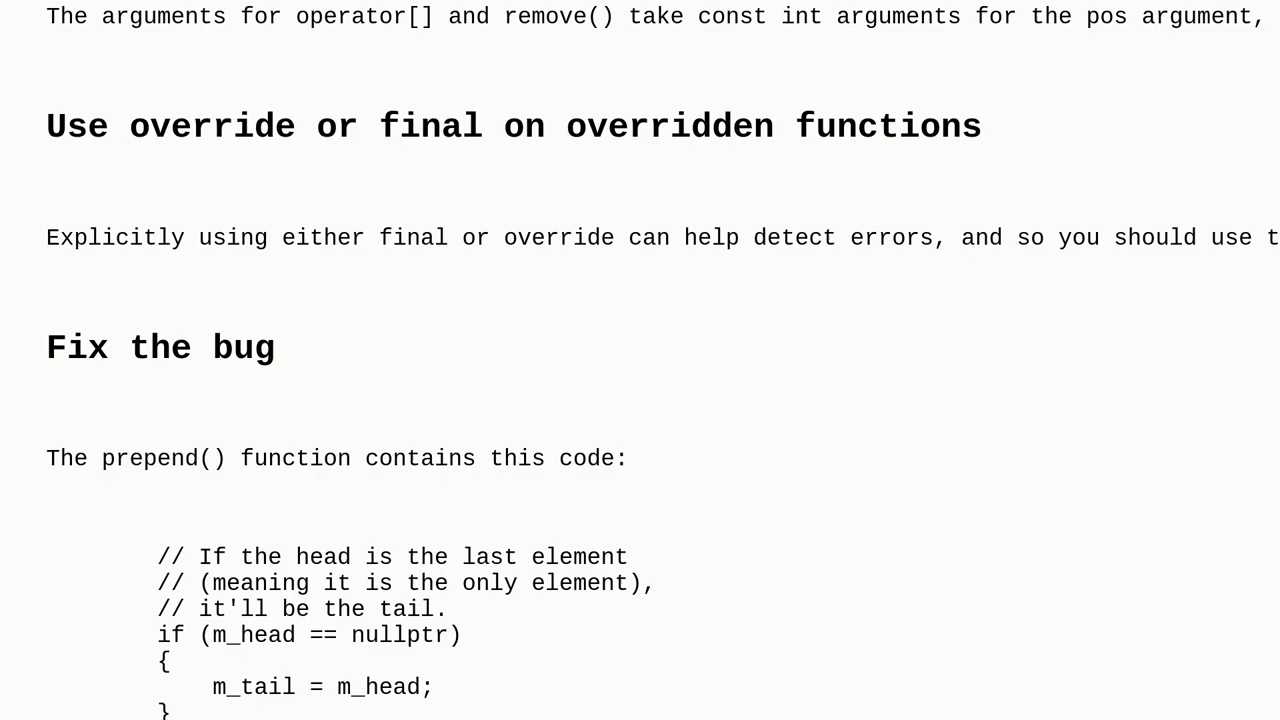 The arguments for operator[] and remove() take const int arguments for the pos argument,
Use override or final on overridden functions
Explicitly using either final or override can help detect errors, and so you should use t
Fix the bug
The prepend() function contains this code:
// If the head is the last element
// (meaning it is the only element),
// it'll be the tail.
if (m_head == nullptr)
{
m_tail = m_head;
}